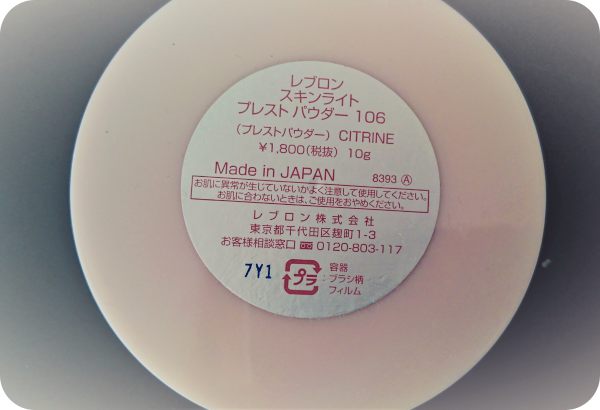 レブロン
スキンライト
プレスト パウダー 106
(プレストパウダー) CITRINE
¥1,800(税抜) 10g
Made in JAPAN 8393 Ⓐ
お肌に異常が生じていないかよく注意して使用してください。
お肌に合わないときは、ご使用をおやめください。
レブロン株式会社
東京都千代田区麹町1-3
お客様相談窓口 0120-803-117
7Y1 プラ
容器
:ブラシ柄
フィルム